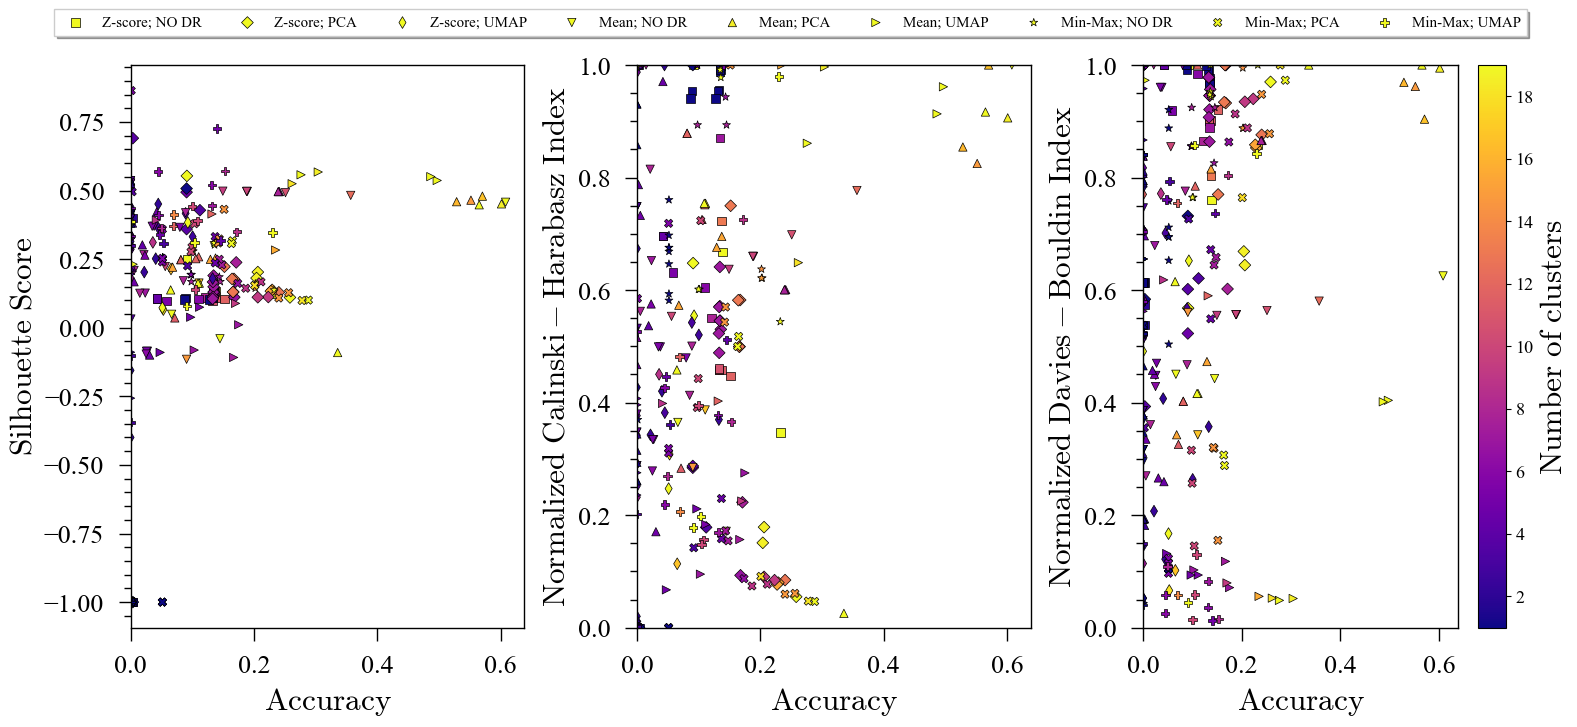 Z-score; NO DR Z-score; PCA Z-score; UMAP Mean; NO DR Mean; PCA Mean; UMAP Min-Max; NO DR Min-Max; PCA Min-Max; UMAP
Silhouette Score
0.75
0.50
0.25
0.00
−0.25
−0.50
−0.75
−1.00
0.0 0.2 0.4 0.6
Accuracy
Normalized Calinski – Harabasz Index
1.0
0.8
0.6
0.4
0.2
0.0
0.0 0.2 0.4 0.6
Accuracy
Normalized Davies – Bouldin Index
1.0
0.8
0.6
0.4
0.2
0.0
0.0 0.2 0.4 0.6
Accuracy
18
16
14
12
10
8
6
4
2
Number of clusters